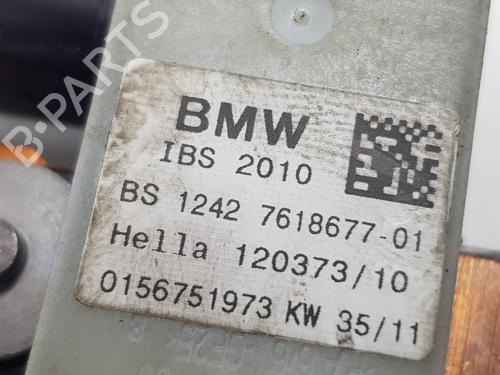 B-PARTS
BMW
IBS 2010
BS 1242 7618677-01
Hella 120373/10
0156751973 KW 35/11